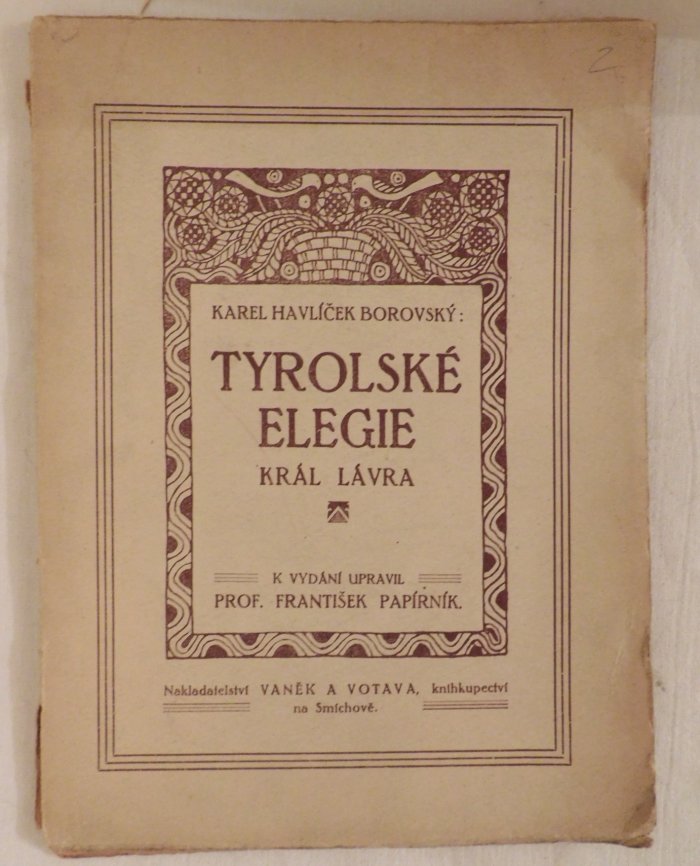 2
KAREL HAVLÍČEK BOROVSKÝ:
TYROLSKÉ
ELEGIE
KRÁL LÁVRA
K VYDÁNÍ UPRAVIL
PROF. FRANTIŠEK PAPÍRNÍK.
Nakladatelství VANĚK A VOTAVA, knihkupectví
na Smíchově.